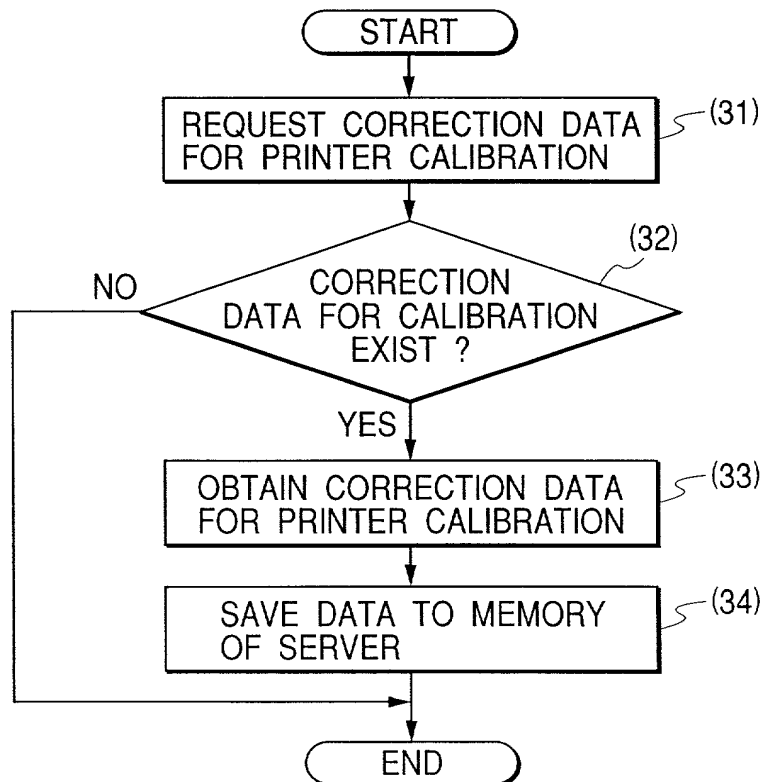 START
REQUEST CORRECTION DATA
FOR PRINTER CALIBRATION
(31)
(32)
CORRECTION
DATA FOR CALIBRATION
EXIST ?
NO
YES
OBTAIN CORRECTION DATA
FOR PRINTER CALIBRATION
(33)
SAVE DATA TO MEMORY
OF SERVER
(34)
END